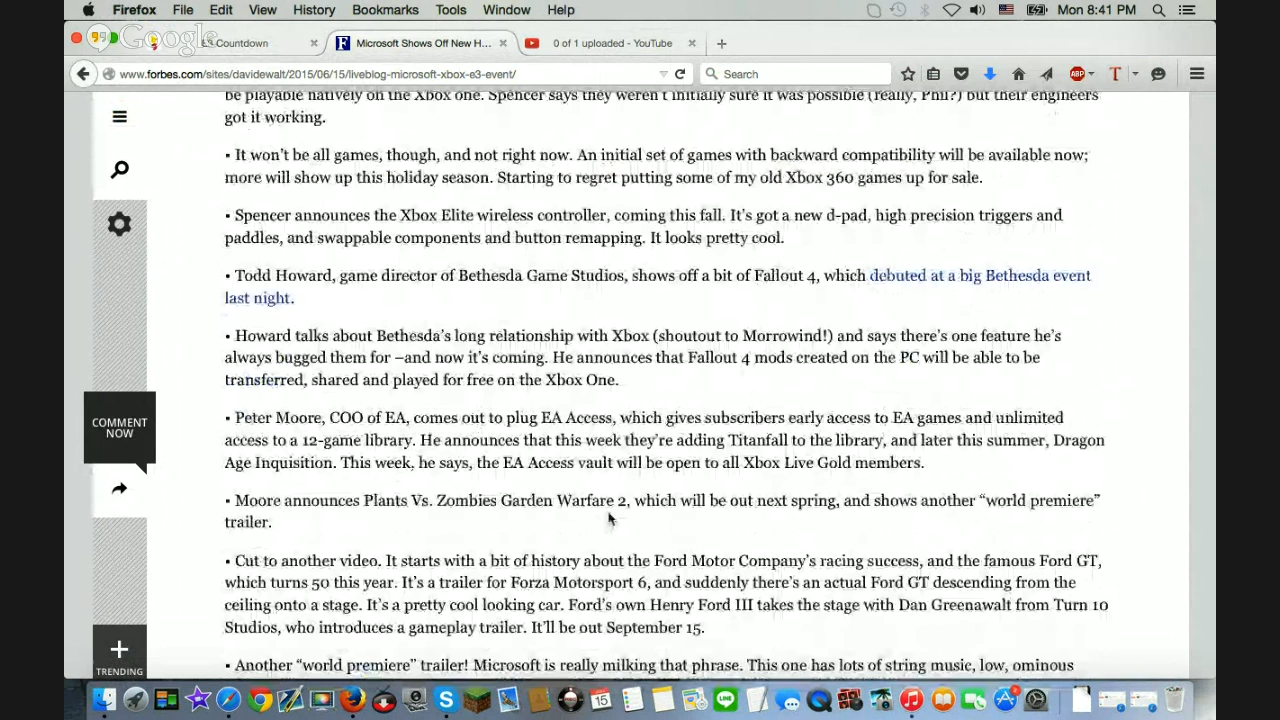 Firefox File Edit View History Bookmarks Tools Window Help Mon 8:41 PM
Google
Countdown Microsoft Shows Off New H... 0 of 1 uploaded - YouTube
www.forbes.com/sites/davidewalt/2015/06/15/liveblog-microsoft-xbox-e3-event/ Search ABP T
be playable natively on the Xbox one. Spencer says they weren't initially sure it was possible (really, Phil?) but their engineers
got it working.
▪ It won't be all games, though, and not right now. An initial set of games with backward compatibility will be available now;
more will show up this holiday season. Starting to regret putting some of my old Xbox 360 games up for sale.
▪ Spencer announces the Xbox Elite wireless controller, coming this fall. It's got a new d-pad, high precision triggers and
paddles, and swappable components and button remapping. It looks pretty cool.
▪ Todd Howard, game director of Bethesda Game Studios, shows off a bit of Fallout 4, which debuted at a big Bethesda event
last night.
▪ Howard talks about Bethesda's long relationship with Xbox (shoutout to Morrowind!) and says there's one feature he's
always bugged them for –and now it's coming. He announces that Fallout 4 mods created on the PC will be able to be
transferred, shared and played for free on the Xbox One.
COMMENT
NOW
▪ Peter Moore, COO of EA, comes out to plug EA Access, which gives subscribers early access to EA games and unlimited
access to a 12-game library. He announces that this week they're adding Titanfall to the library, and later this summer, Dragon
Age Inquisition. This week, he says, the EA Access vault will be open to all Xbox Live Gold members.
▪ Moore announces Plants Vs. Zombies Garden Warfare 2, which will be out next spring, and shows another “world premiere”
trailer.
▪ Cut to another video. It starts with a bit of history about the Ford Motor Company's racing success, and the famous Ford GT,
which turns 50 this year. It's a trailer for Forza Motorsport 6, and suddenly there's an actual Ford GT descending from the
ceiling onto a stage. It's a pretty cool looking car. Ford's own Henry Ford III takes the stage with Dan Greenawalt from Turn 10
Studios, who introduces a gameplay trailer. It'll be out September 15.
▪ Another “world premiere” trailer! Microsoft is really milking that phrase. This one has lots of string music, low, ominous
TRENDING
15
LINE